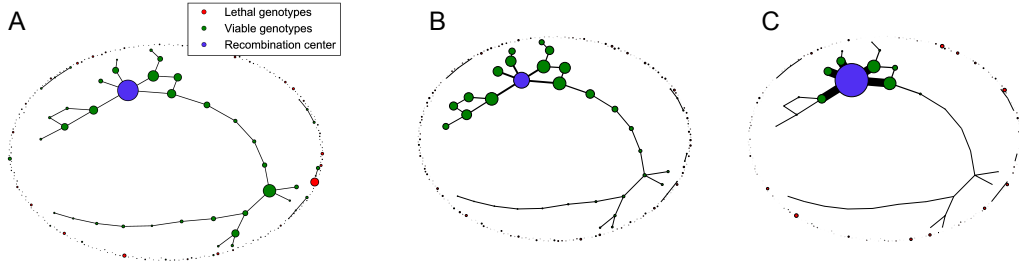 A
Lethal genotypes
Viable genotypes
Recombination center
B
C